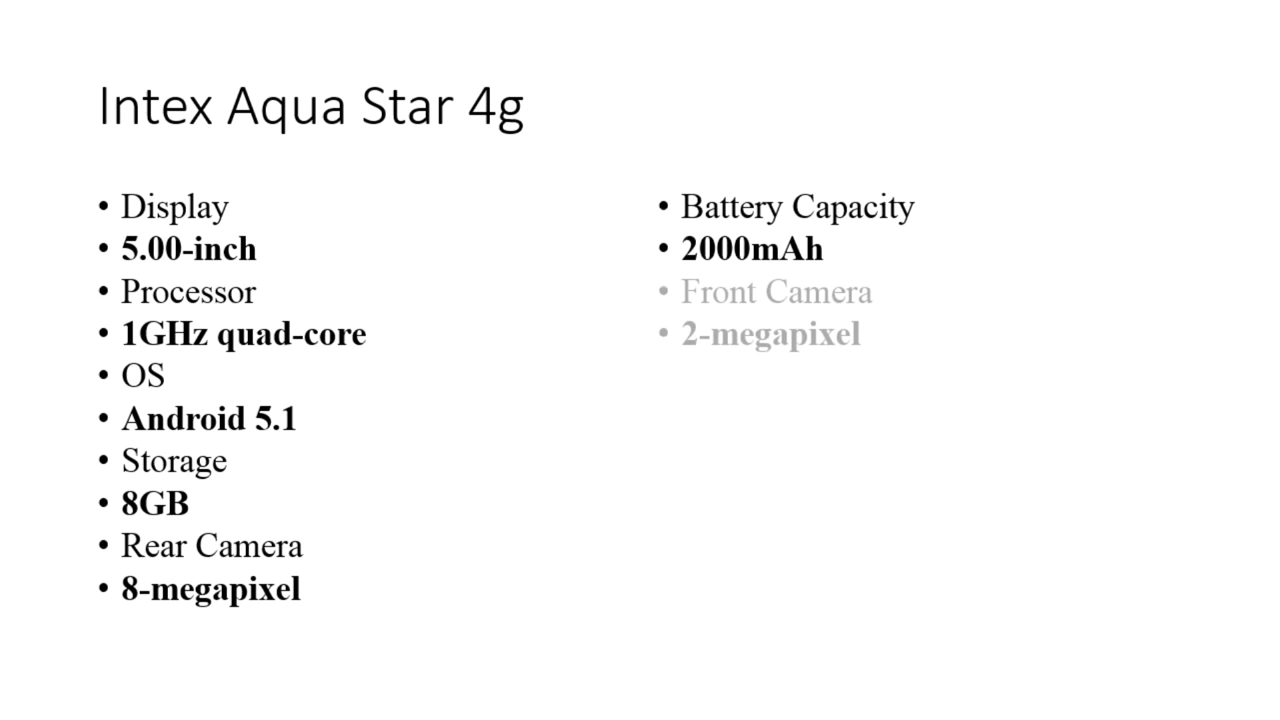 Intex Aqua Star 4g
• Display
• 5.00-inch
• Processor
• 1GHz quad-core
• OS
• Android 5.1
• Storage
• 8GB
• Rear Camera
• 8-megapixel
• Battery Capacity
• 2000mAh
• Front Camera
• 2-megapixel